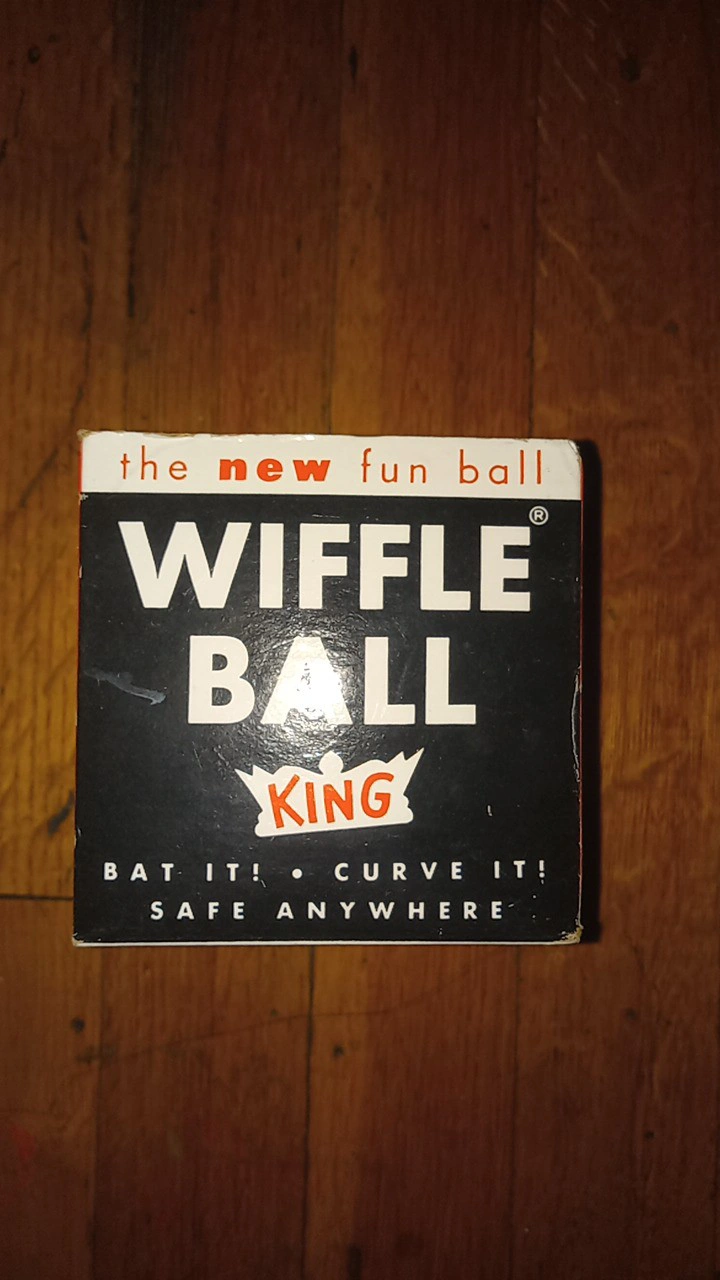 the new fun ball
WIFFLE®
BALL
KING
BAT IT! • CURVE IT!
SAFE ANYWHERE